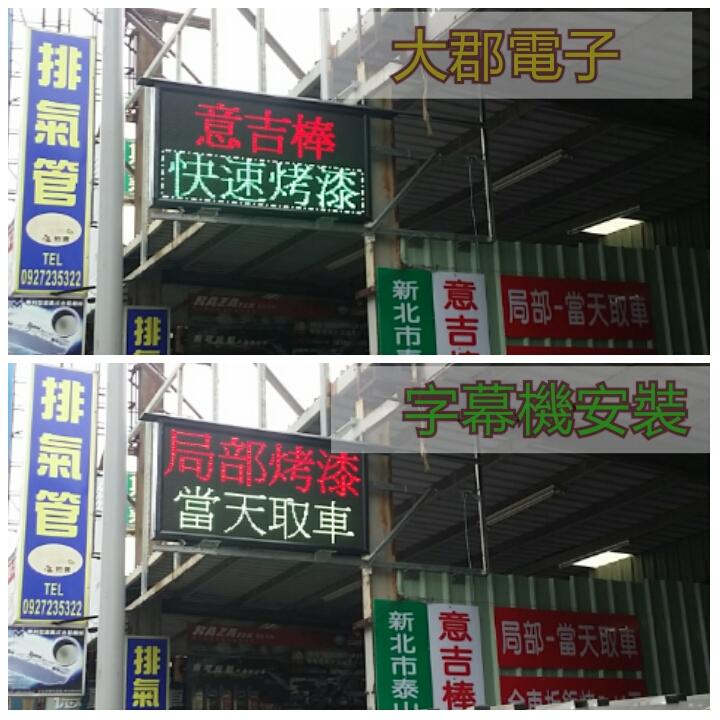 大郡電子
排氣管
TEL
0927235322
排氣
意吉棒
快速烤漆
新北市
意吉棒
局部-當天取車
字幕機安裝
排氣管
TEL
0927235322
排氣
局部烤漆
當天取車
新北市泰山
意吉棒
局部-當天取車